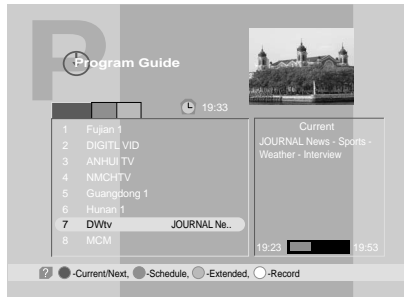 P
Program Guide
19:33
1 Fujian 1
2 DIGITL VID
3 ANHUI TV
4 NMCHTV
5 Guangdong 1
6 Hunan 1
7 DWtv JOURNAL Ne..
8 MCM
Current
JOURNAL News - Sports -
Weather - Interview
19:23 19:53
? -Current/Next, -Schedule, -Extended, -Record